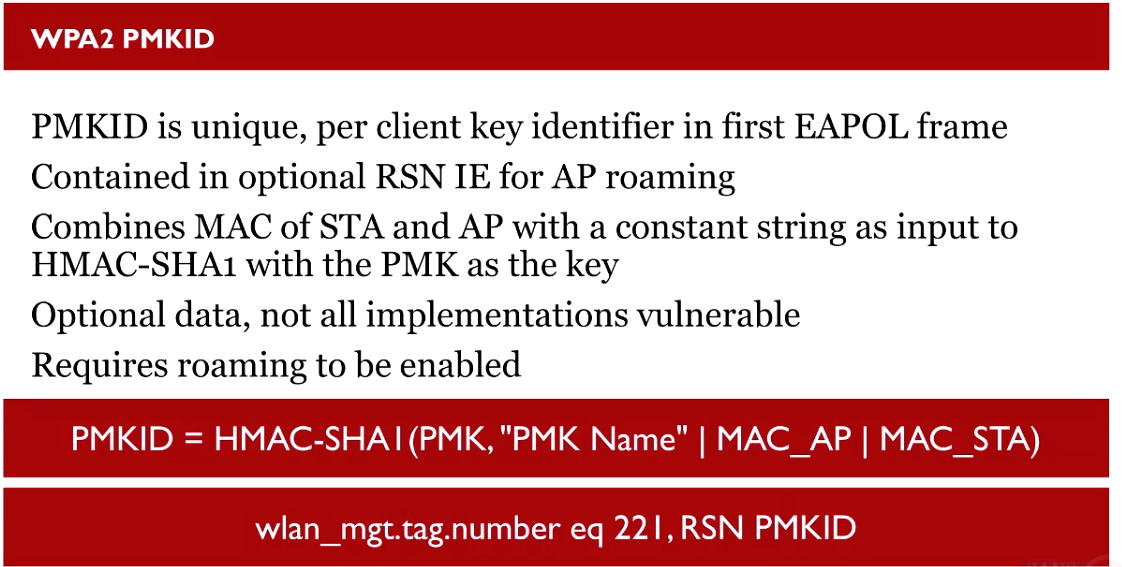 WPA2 PMKID
PMKID is unique, per client key identifier in first EAPOL frame
Contained in optional RSN IE for AP roaming
Combines MAC of STA and AP with a constant string as input to
HMAC-SHA1 with the PMK as the key
Optional data, not all implementations vulnerable
Requires roaming to be enabled
PMKID = HMAC-SHA1(PMK, "PMK Name" | MAC_AP | MAC_STA)
wlan_mgt.tag.number eq 221, RSN PMKID